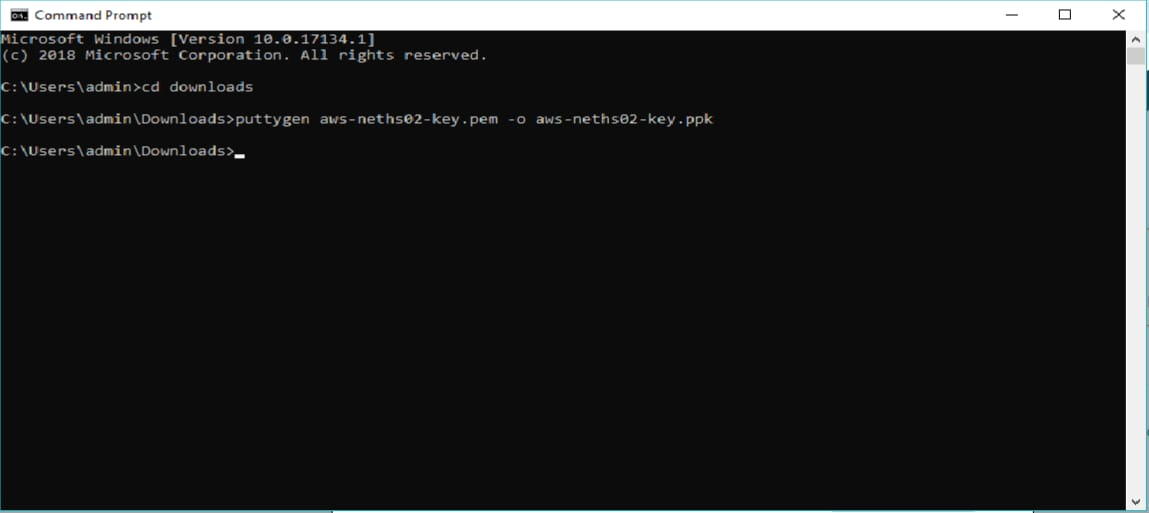 Command Prompt
Microsoft Windows [Version 10.0.17134.1]
(c) 2018 Microsoft Corporation. All rights reserved.
C:\Users\admin>cd downloads
C:\Users\admin\Downloads>puttygen aws-neths02-key.pem -o aws-neths02-key.ppk
C:\Users\admin\Downloads>